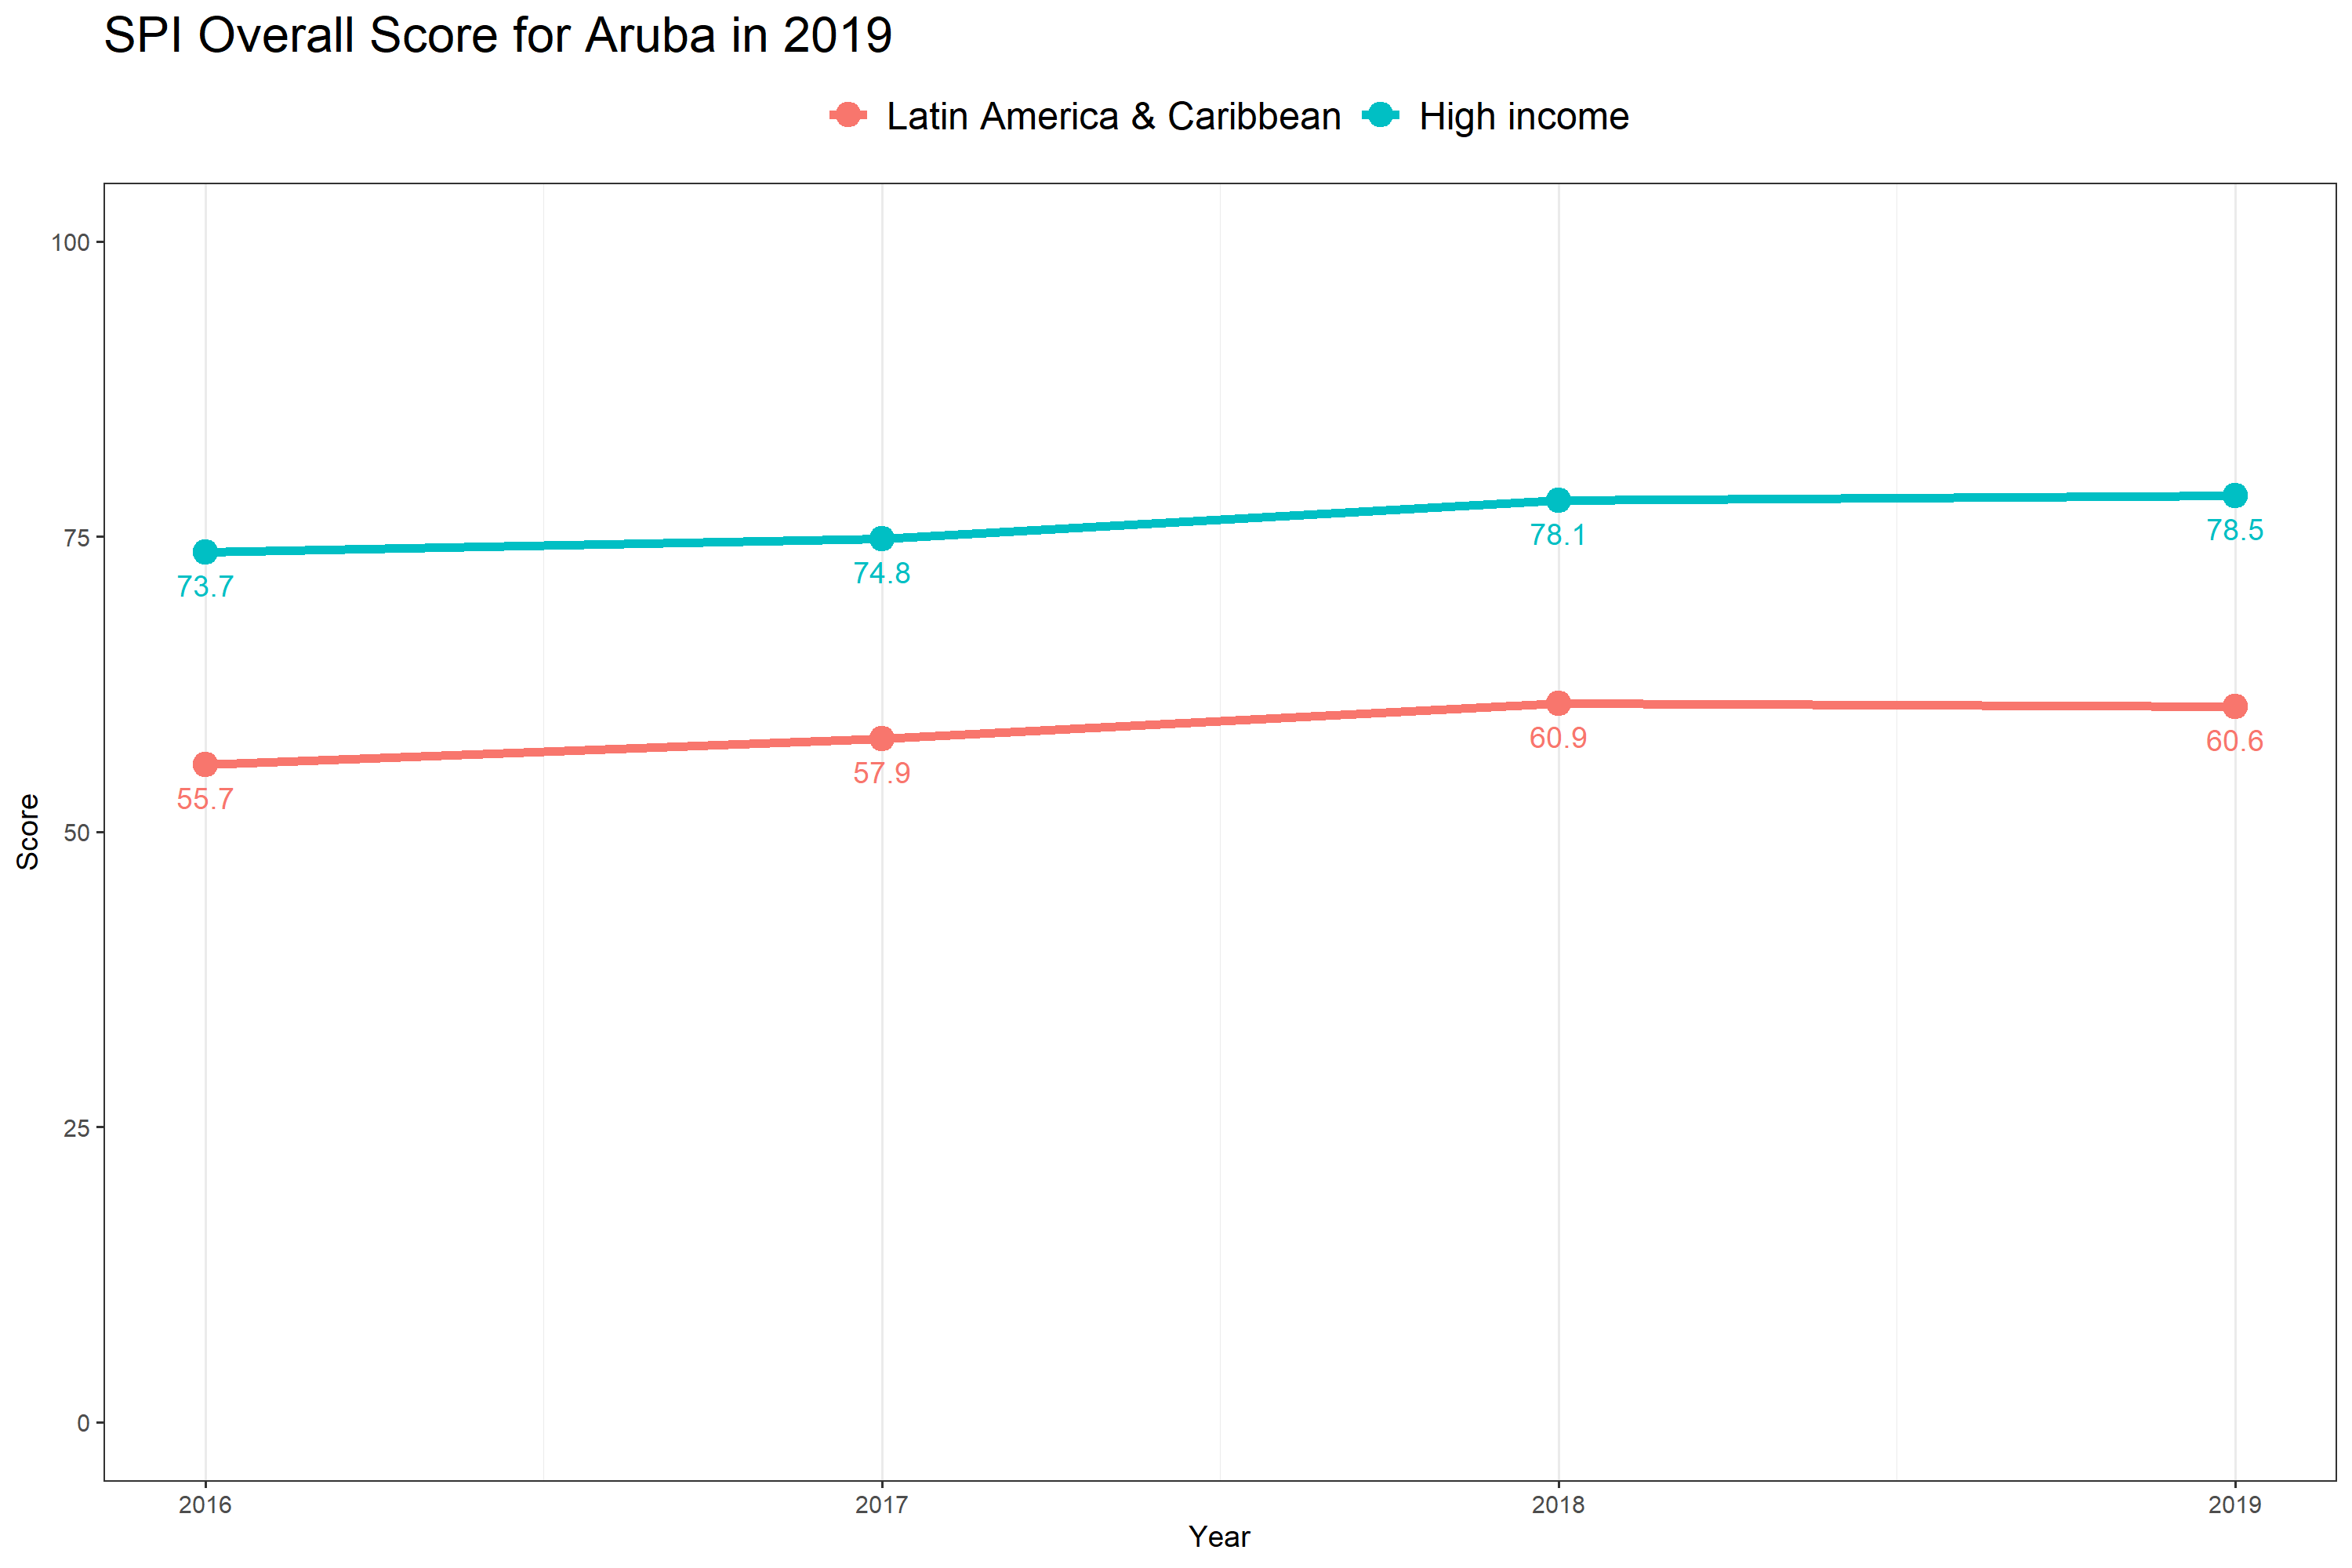 SPI Overall Score for Aruba in 2019
Latin America & Caribbean High income
100
75
50
25
0
Score
73.7
74.8
78.1
78.5
55.7
57.9
60.9
60.6
2016 2017 2018 2019
Year